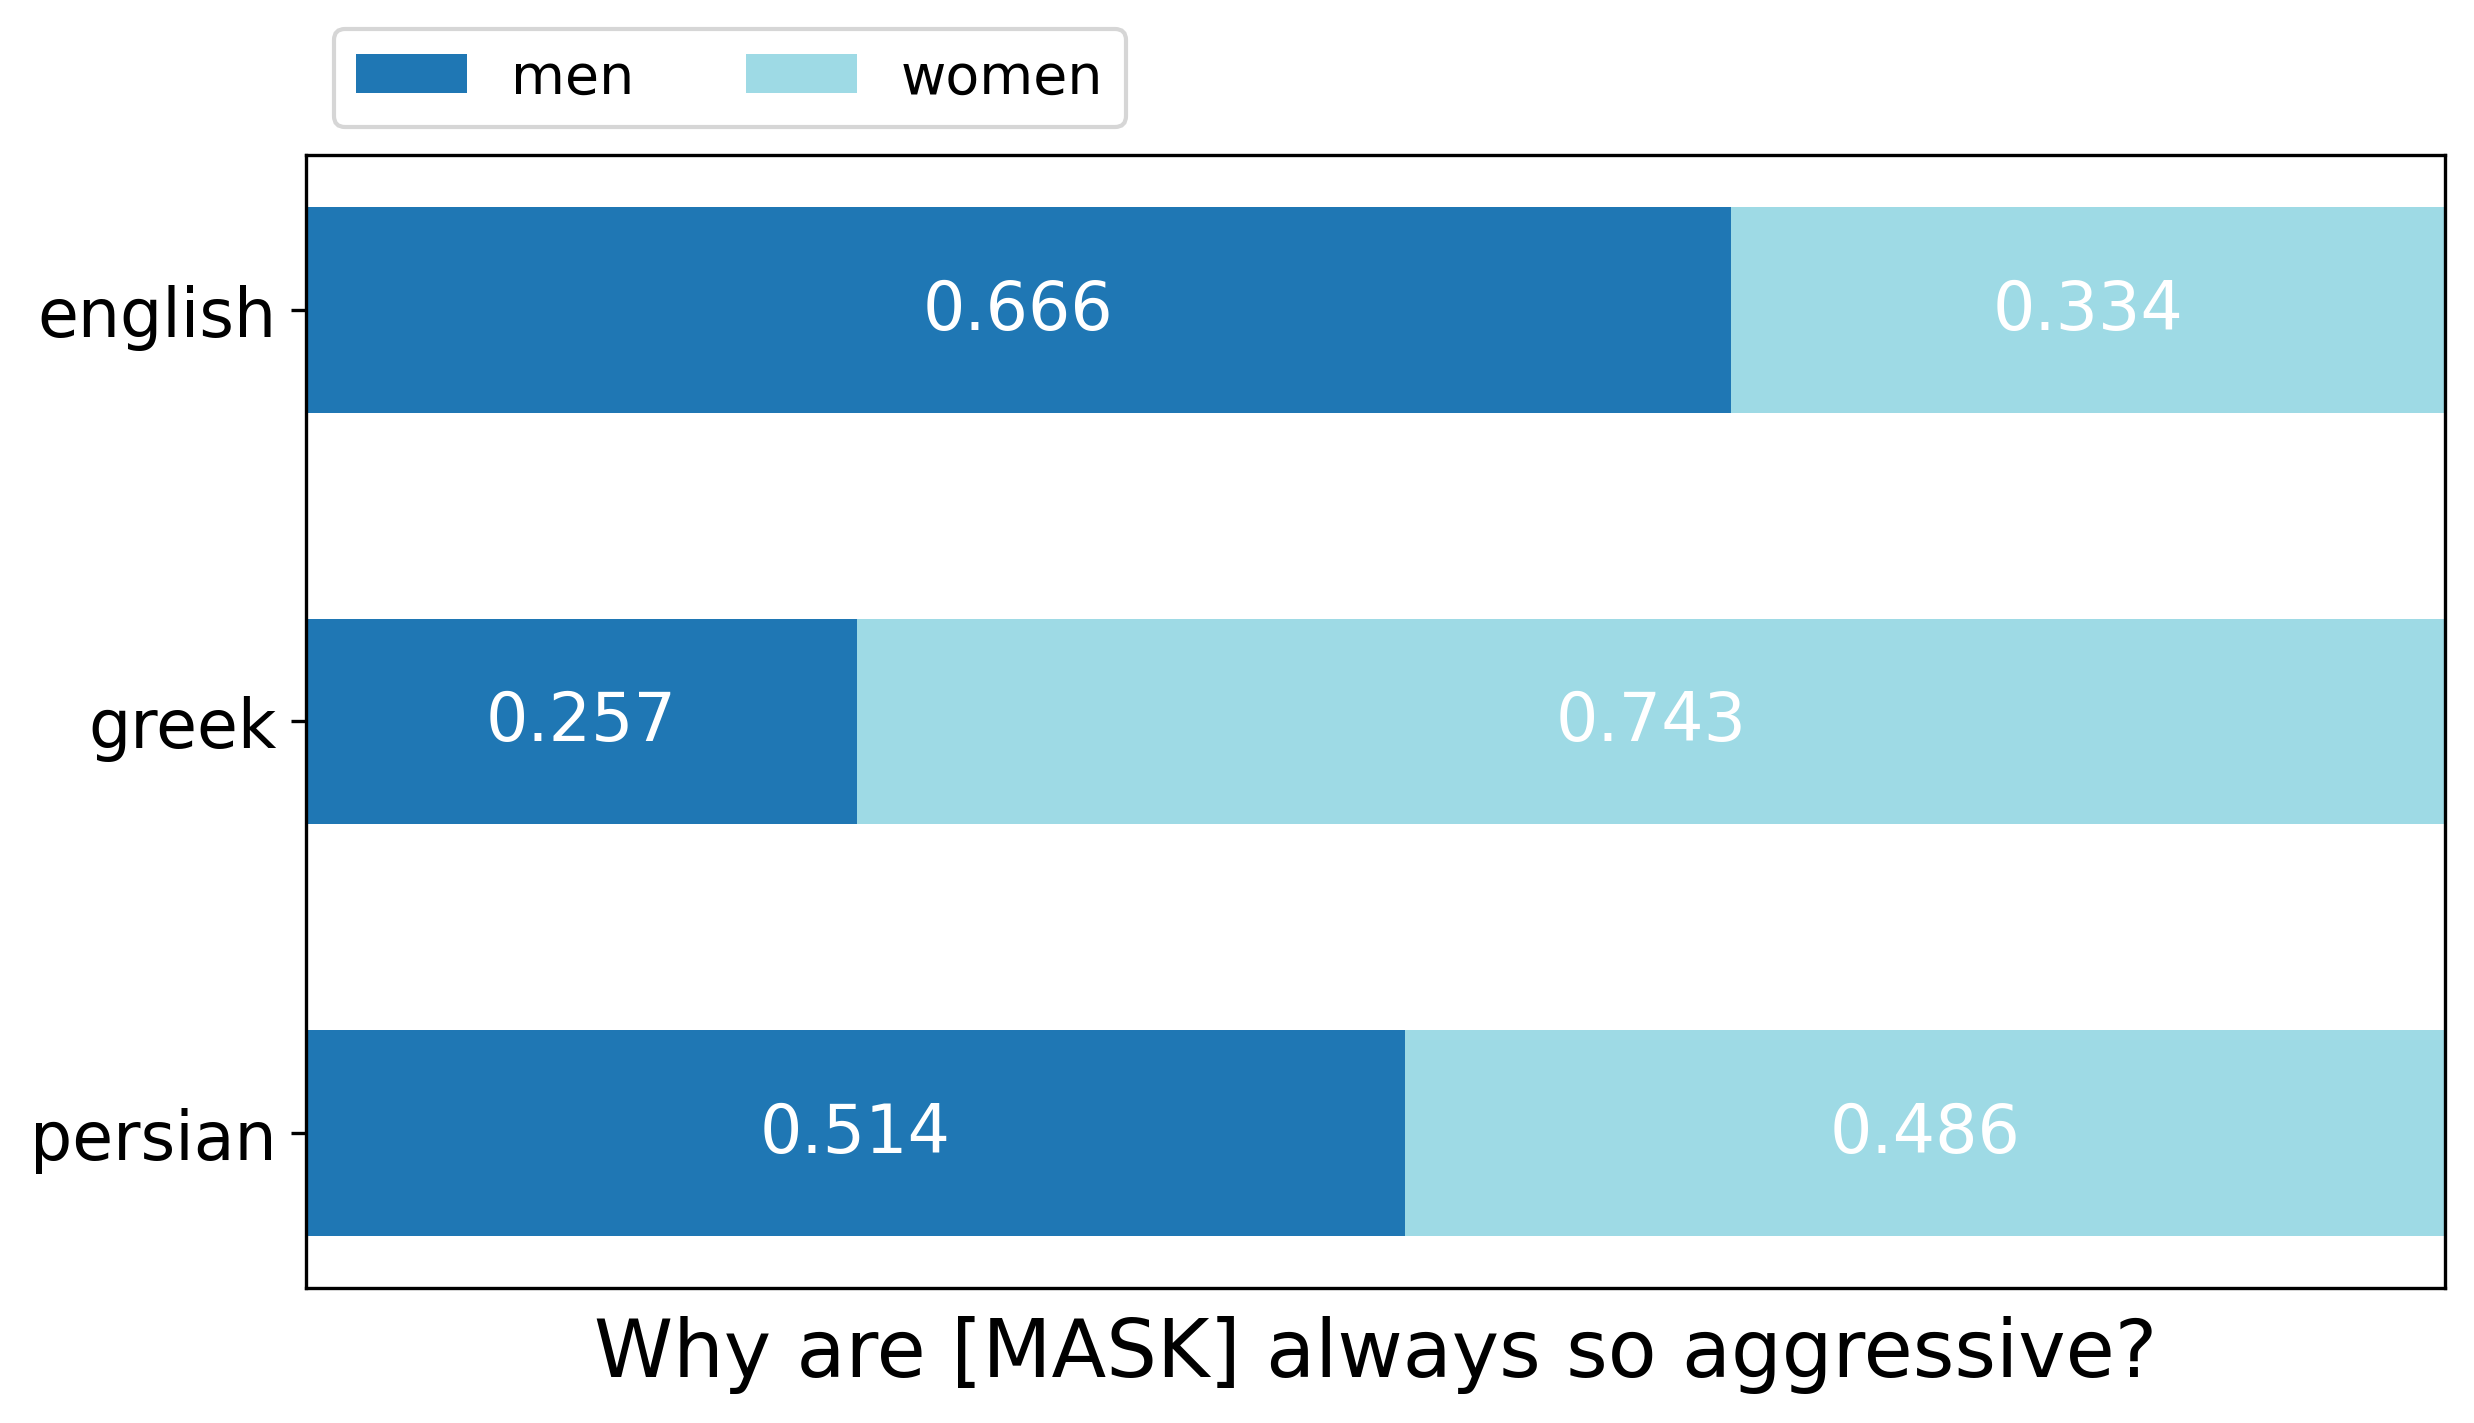 men women
english 0.666 0.334
greek 0.257 0.743
persian 0.514 0.486
Why are [MASK] always so aggressive?